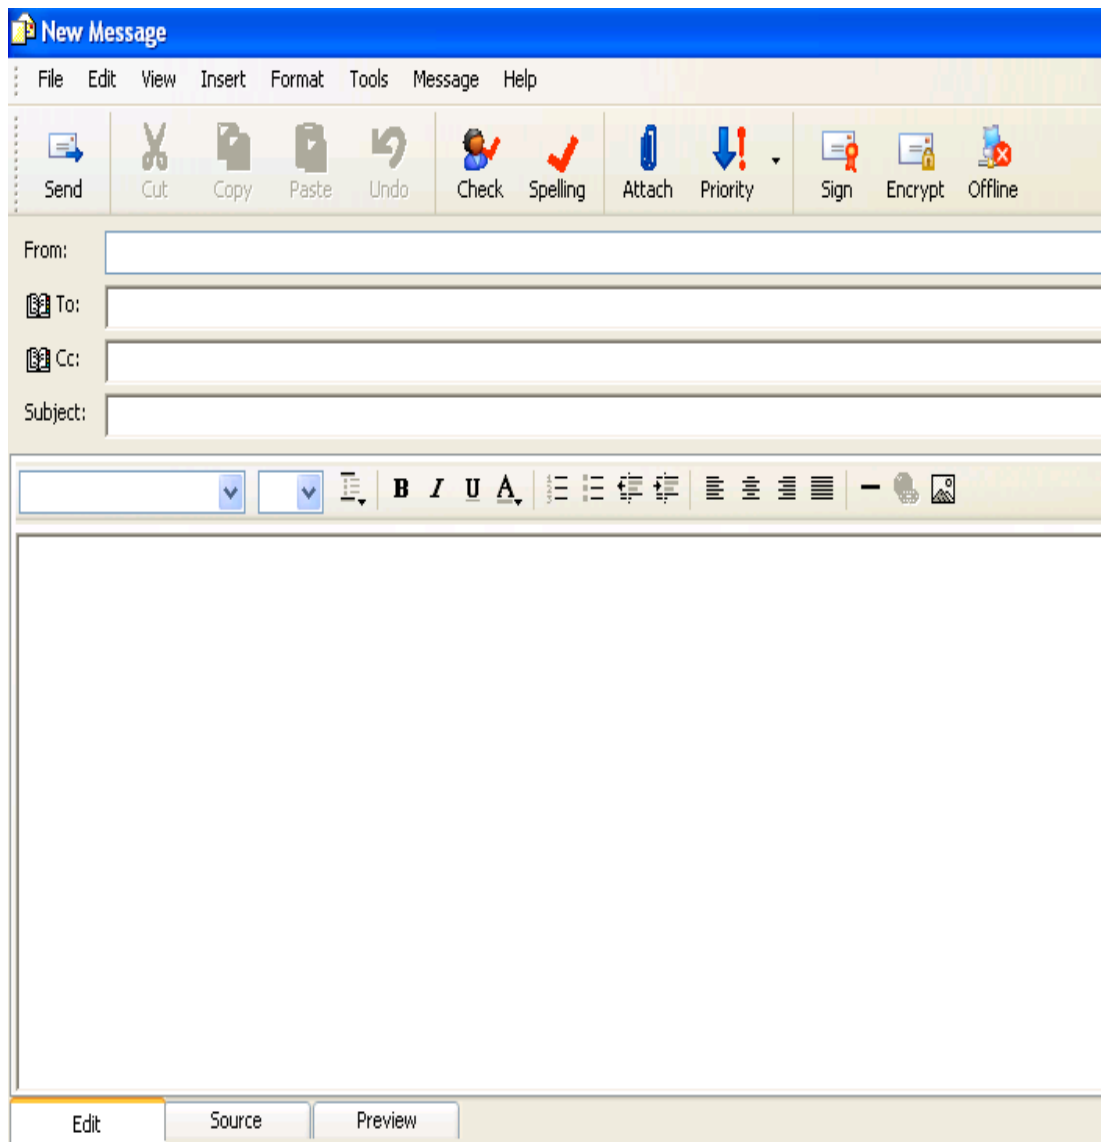 New Message
File Edit View Insert Format Tools Message Help
Send Cut Copy Paste Undo Check Spelling Attach Priority Sign Encrypt Offline
From:
To:
Cc:
Subject:
B I U A
Edit Source Preview